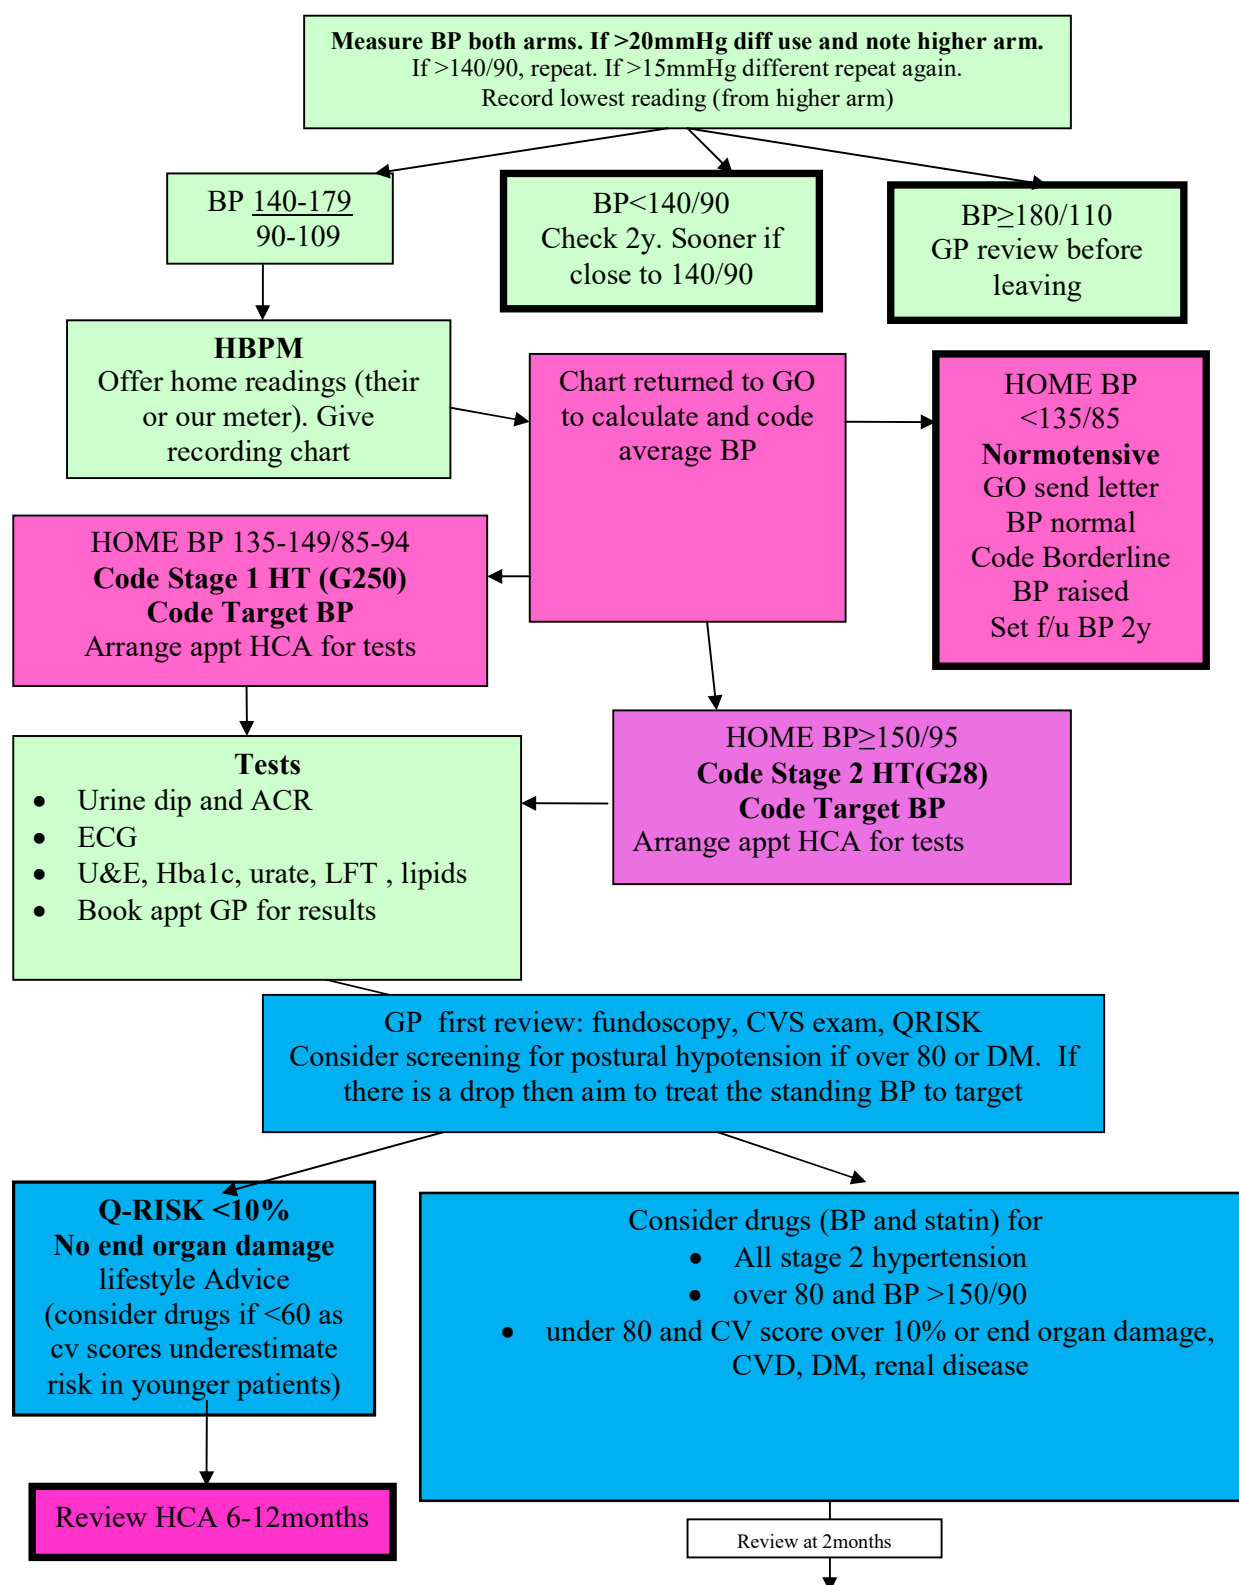 Measure BP both arms. If >20mmHg diff use and note higher arm.
If >140/90, repeat. If >15mmHg different repeat again.
Record lowest reading (from higher arm)
BP 140-179
90-109
BP<140/90
Check 2y. Sooner if
close to 140/90
BP≥180/110
GP review before
leaving
HBPM
Offer home readings (their
or our meter). Give
recording chart
Chart returned to GO
to calculate and code
average BP
HOME BP
<135/85
Normotensive
GO send letter
BP normal
Code Borderline
BP raised
Set f/u BP 2y
HOME BP 135-149/85-94
Code Stage 1 HT (G250)
Code Target BP
Arrange appt HCA for tests
HOME BP≥150/95
Code Stage 2 HT(G28)
Code Target BP
Arrange appt HCA for tests
Tests
• Urine dip and ACR
• ECG
• U&E, Hba1c, urate, LFT , lipids
• Book appt GP for results
GP first review: fundoscopy, CVS exam, QRISK
Consider screening for postural hypotension if over 80 or DM. If
there is a drop then aim to treat the standing BP to target
Q-RISK <10%
No end organ damage
lifestyle Advice
(consider drugs if <60 as
cv scores underestimate
risk in younger patients)
Consider drugs (BP and statin) for
• All stage 2 hypertension
• over 80 and BP >150/90
• under 80 and CV score over 10% or end organ damage,
CVD, DM, renal disease
Review HCA 6-12months
Review at 2months